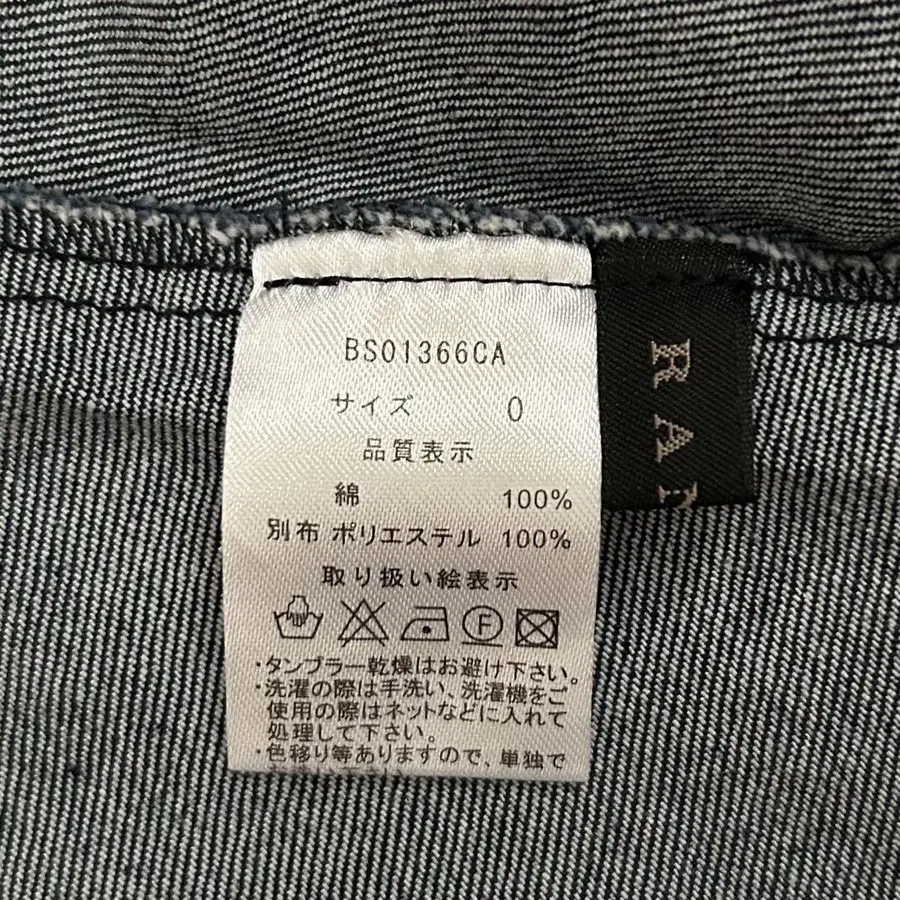 BS01366CA
サイズ 0
品質表示
綿 100%
別布 ポリエステル 100%
取り扱い絵表示
F
・タンブラー乾燥はお避け下さい。
・洗濯の際は手洗い、洗濯機をご
使用の際はネットなどに入れて
処理して下さい。
・色移り等ありますので、単独で
RA